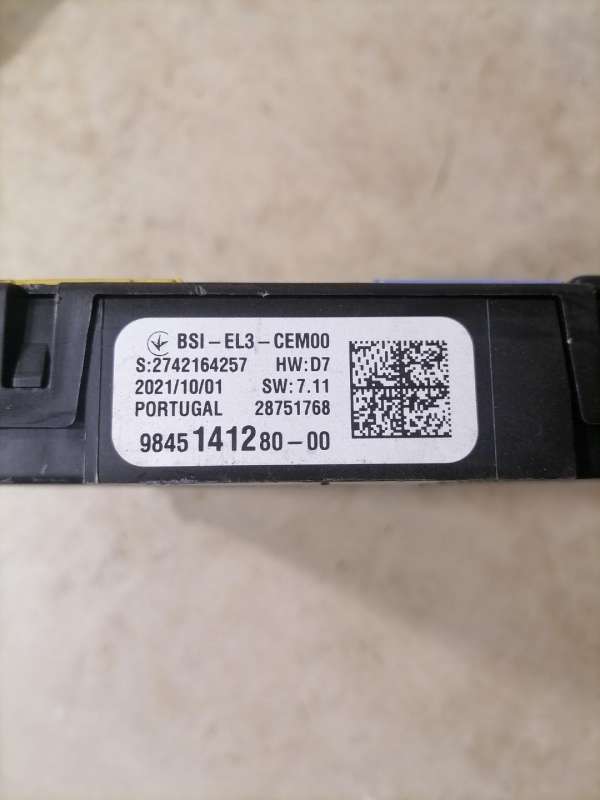 BSI-EL3-CEM00
S:2742164257 HW:D7
2021/10/01 SW:7.11
PORTUGAL 28751768
9845141280-00